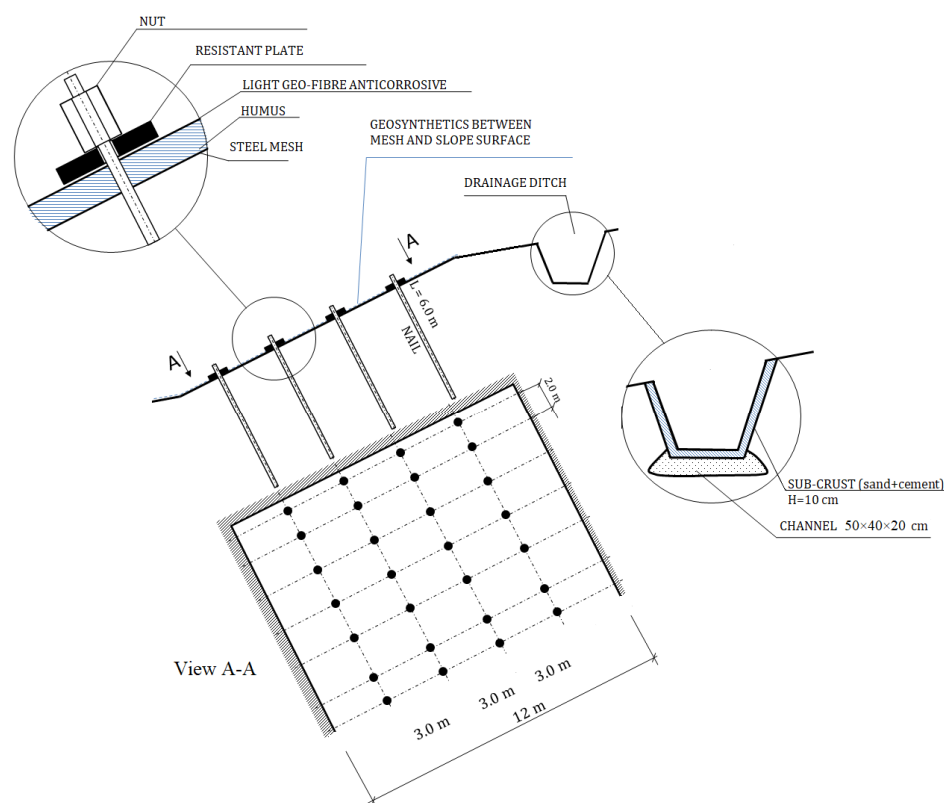 NUT
RESISTANT PLATE
LIGHT GEO-FIBRE ANTICORROSIVE
HUMUS
STEEL MESH
GEOSYNTHETICS BETWEEN
MESH AND SLOPE SURFACE
DRAINAGE DITCH
A
L = 6.0 m
NAIL
A
2.0 m
SUB-CRUST (sand+cement)
H=10 cm
CHANNEL 50×40×20 cm
View A-A
3.0 m
3.0 m
3.0 m
12 m